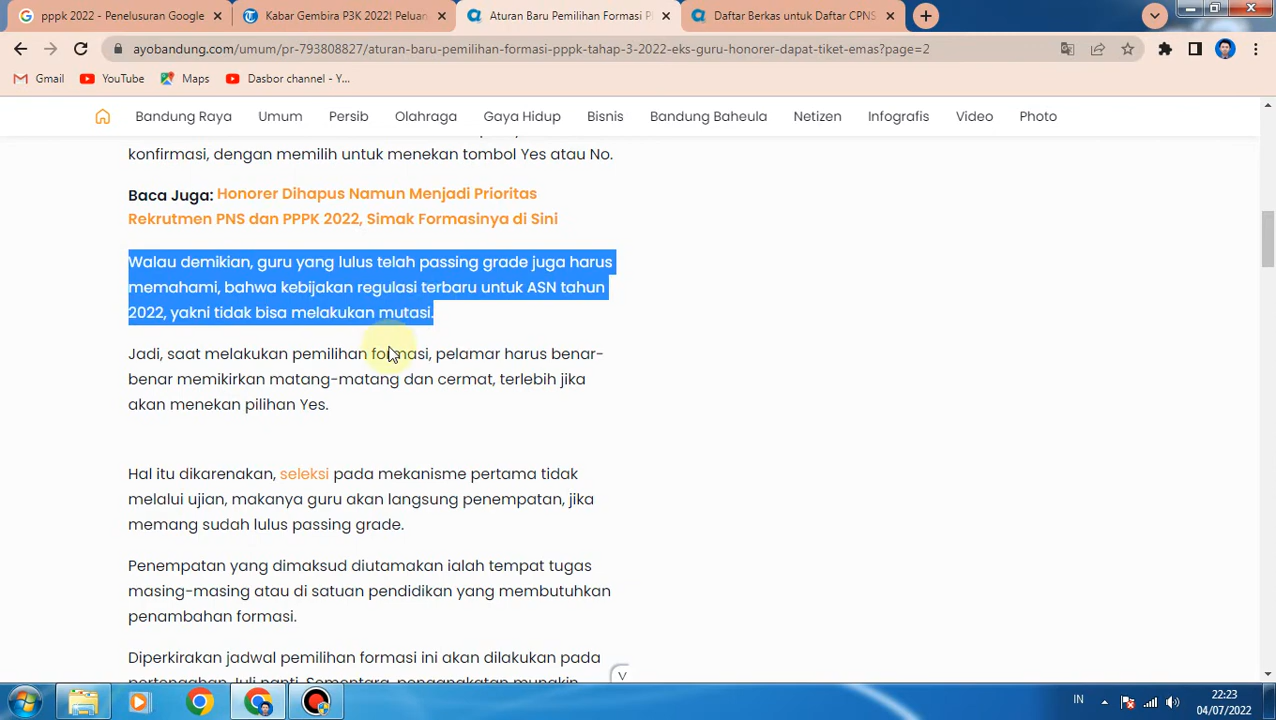 pppk 2022 - Penelusuran Google
Kabar Gembira P3K 2022! Peluan
Aturan Baru Pemilihan Formasi P
Daftar Berkas untuk Daftar CPNS
ayobandung.com/umum/pr-793808827/aturan-baru-pemilihan-formasi-pppk-tahap-3-2022-eks-guru-honorer-dapat-tiket-emas?page=2
Gmail
YouTube
Maps
Dasbor channel - Y...
Bandung Raya
Umum
Persib
Olahraga
Gaya Hidup
Bisnis
Bandung Baheula
Netizen
Infografis
Video
Photo
konfirmasi, dengan memilih untuk menekan tombol Yes atau No.
Baca Juga: Honorer Dihapus Namun Menjadi Prioritas
Rekrutmen PNS dan PPPK 2022, Simak Formasinya di Sini
Walau demikian, guru yang lulus telah passing grade juga harus
memahami, bahwa kebijakan regulasi terbaru untuk ASN tahun
2022, yakni tidak bisa melakukan mutasi.
Jadi, saat melakukan pemilihan formasi, pelamar harus benar-
benar memikirkan matang-matang dan cermat, terlebih jika
akan menekan pilihan Yes.
Hal itu dikarenakan, seleksi pada mekanisme pertama tidak
melalui ujian, makanya guru akan langsung penempatan, jika
memang sudah lulus passing grade.
Penempatan yang dimaksud diutamakan ialah tempat tugas
masing-masing atau di satuan pendidikan yang membutuhkan
penambahan formasi.
Diperkirakan jadwal pemilihan formasi ini akan dilakukan pada
pertengahan Juli nanti. Sementara, pengangkatan mungkin
IN
22:23
04/07/2022